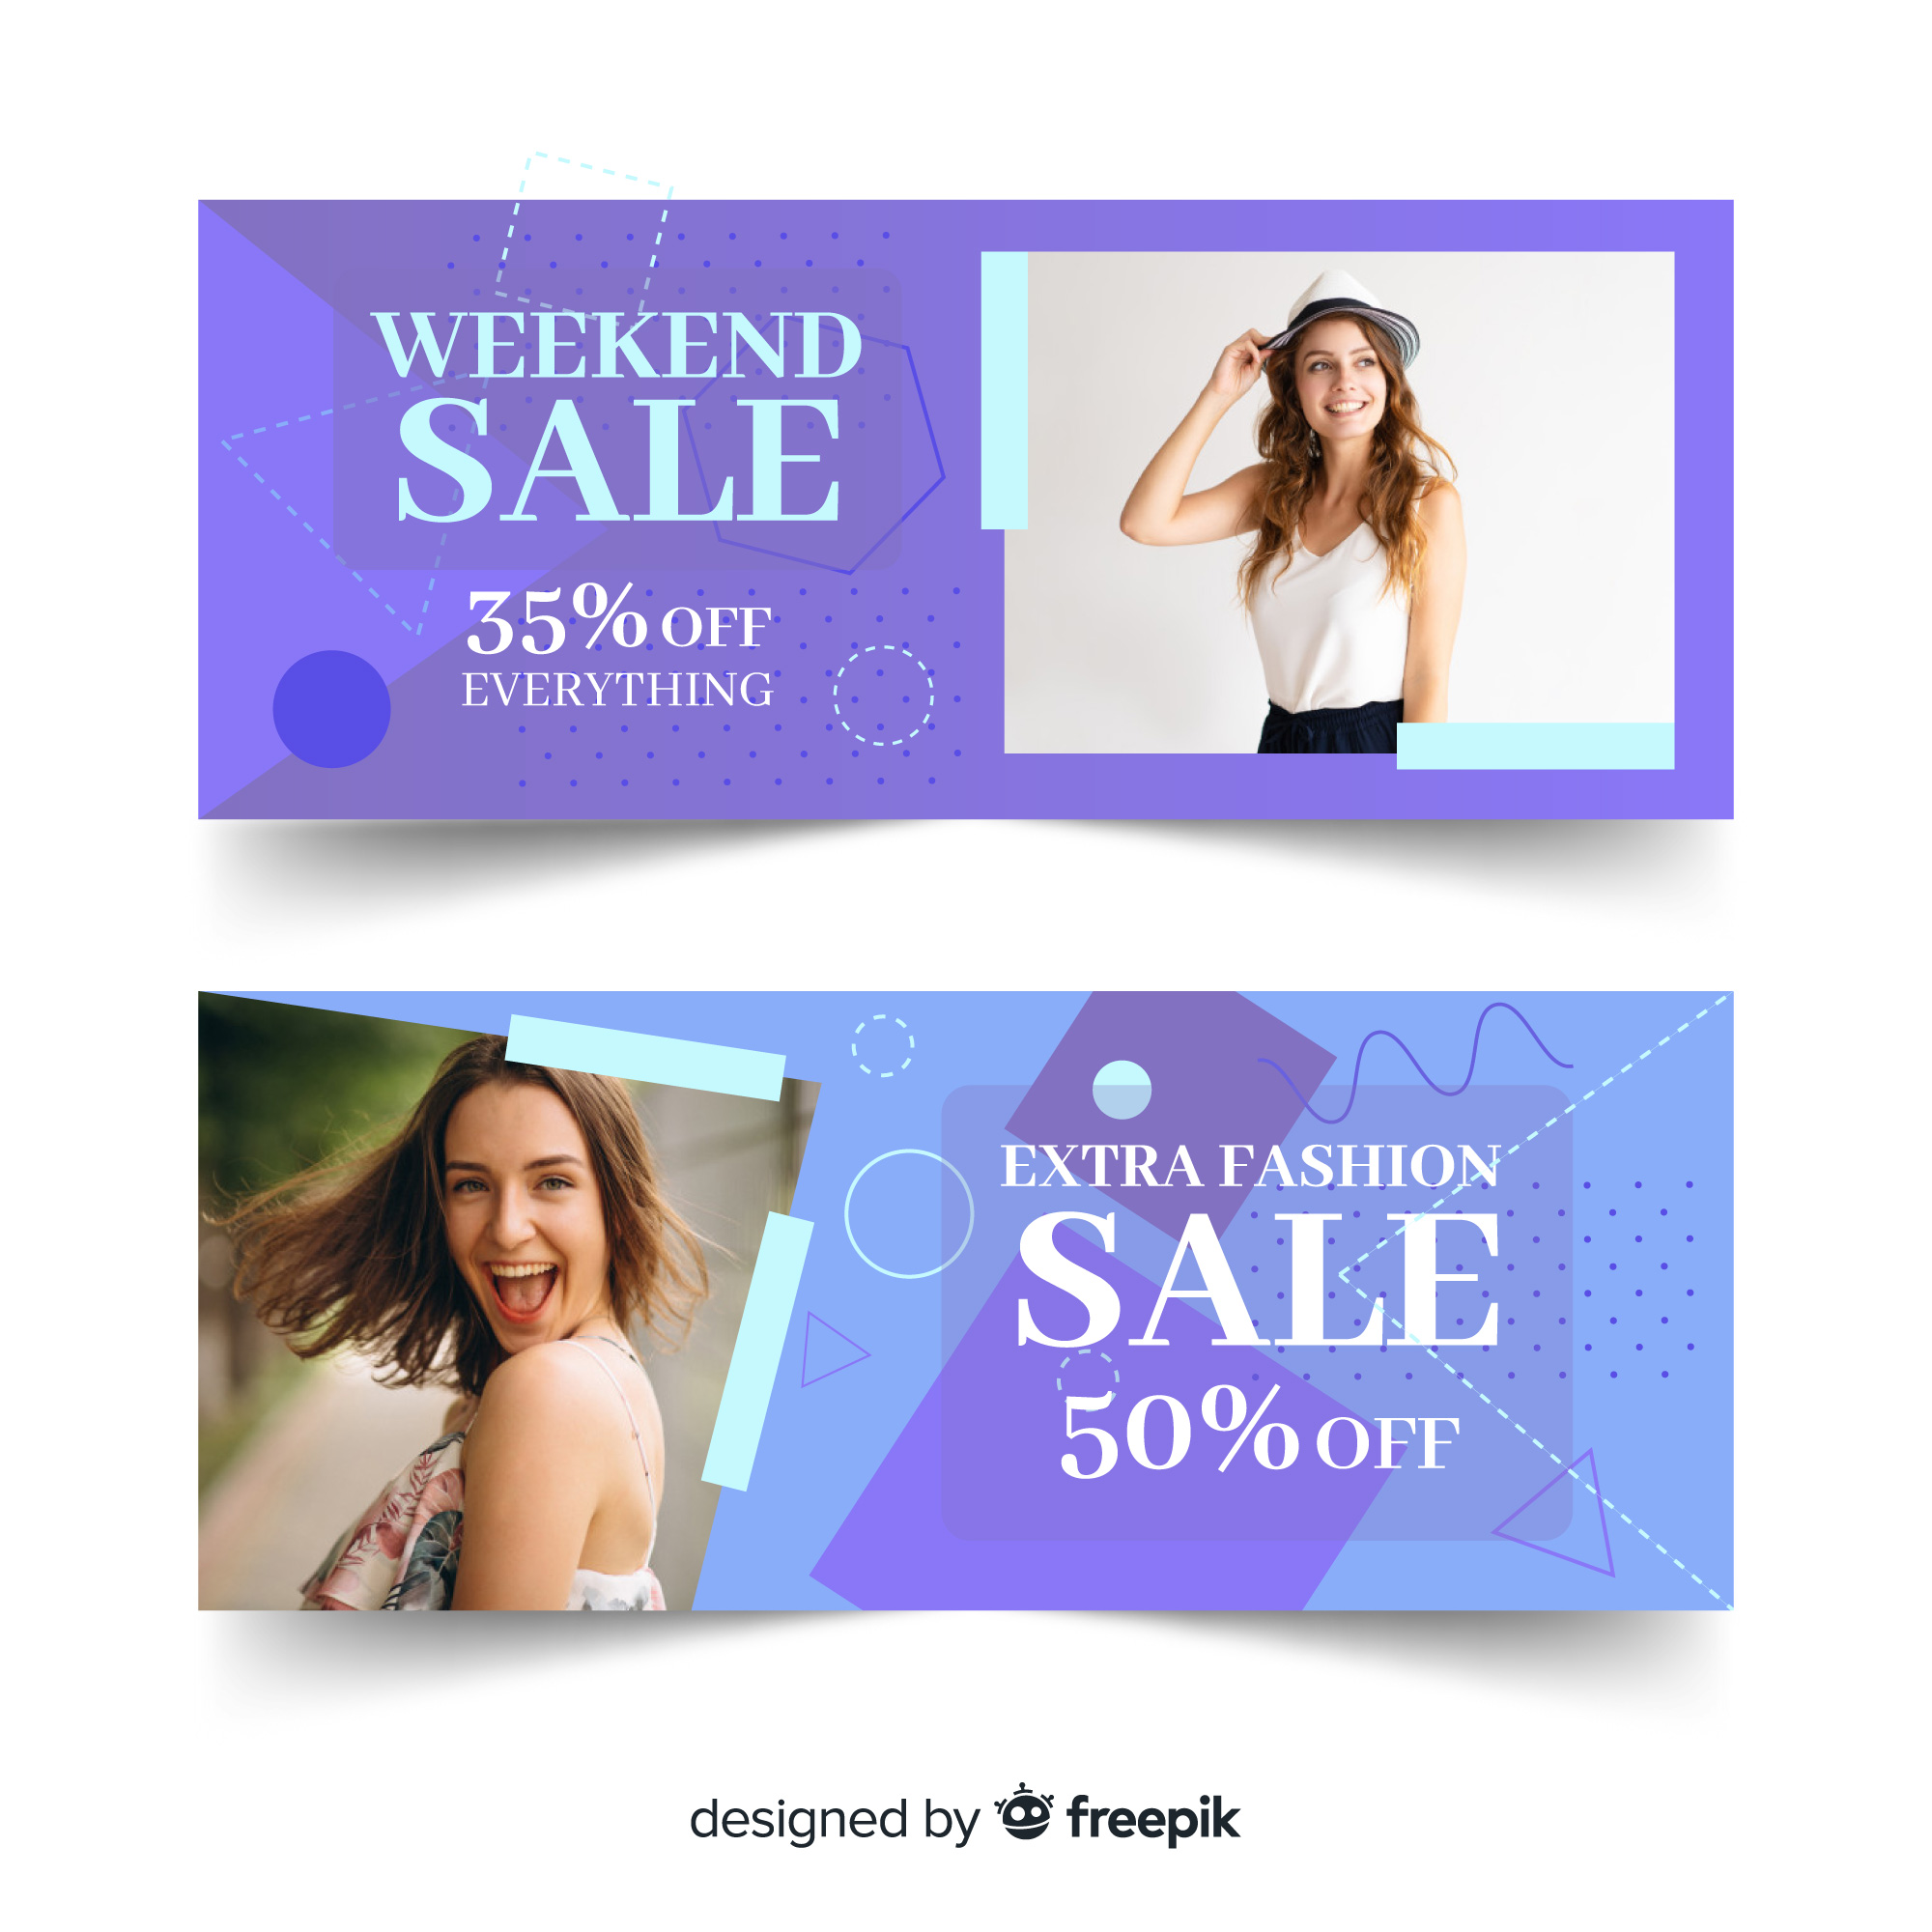 WEEKEND
SALE
35% OFF
EVERYTHING
EXTRA FASHION
SALE
50% OFF
designed by freepik